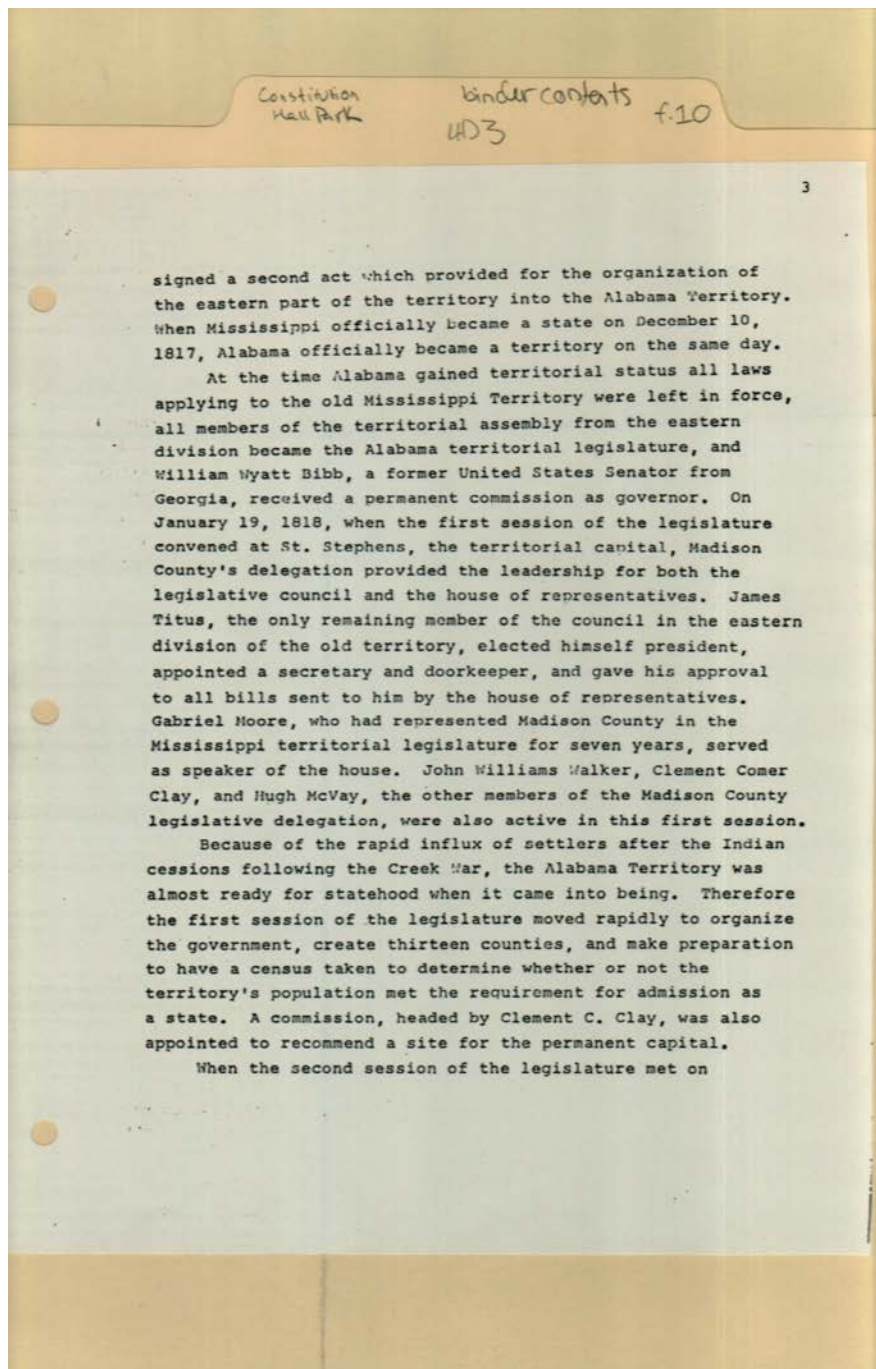 Constitution
Hall Park
binder contents
4D3
f.10
3
signed a second act which provided for the organization of
the eastern part of the territory into the Alabama Territory.
When Mississippi officially became a state on December 10,
1817, Alabama officially became a territory on the same day.
At the time Alabama gained territorial status all laws
applying to the old Mississippi Territory were left in force,
all members of the territorial assembly from the eastern
division became the Alabama territorial legislature, and
William Wyatt Bibb, a former United States Senator from
Georgia, received a permanent commission as governor. On
January 19, 1818, when the first session of the legislature
convened at St. Stephens, the territorial capital, Madison
County's delegation provided the leadership for both the
legislative council and the house of representatives. James
Titus, the only remaining member of the council in the eastern
division of the old territory, elected himself president,
appointed a secretary and doorkeeper, and gave his approval
to all bills sent to him by the house of representatives.
Gabriel Moore, who had represented Madison County in the
Mississippi territorial legislature for seven years, served
as speaker of the house. John Williams Walker, Clement Comer
Clay, and Hugh McVay, the other members of the Madison County
legislative delegation, were also active in this first session.
Because of the rapid influx of settlers after the Indian
cessions following the Creek War, the Alabama Territory was
almost ready for statehood when it came into being. Therefore
the first session of the legislature moved rapidly to organize
the government, create thirteen counties, and make preparation
to have a census taken to determine whether or not the
territory's population met the requirement for admission as
a state. A commission, headed by Clement C. Clay, was also
appointed to recommend a site for the permanent capital.
When the second session of the legislature met on